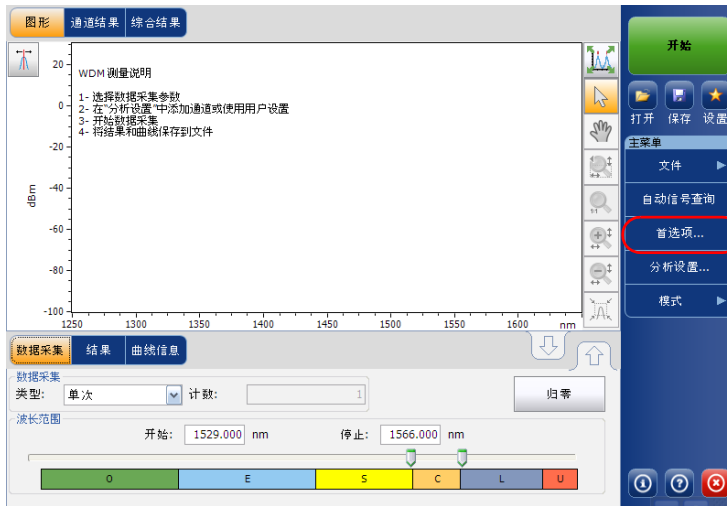 图形 通道结果 综合结果
WDM 测量说明
1- 选择数据采集参数
2- 在"分析设置"中添加通道或使用用户设置
3- 开始数据采集
4- 将结果和曲线保存到文件
20
0
-20
-40
-60
-80
-100
dBm
1250 1300 1350 1400 1450 1500 1550 1600 nm
1:1
数据采集 结果 曲线信息
数据采集
类型: 单次 计数: 1 归零
波长范围
开始: 1529.000 nm 停止: 1566.000 nm
O E S C L U
开始
打开 保存 设置
主菜单
文件
自动信号查询
首选项...
分析设置...
模式